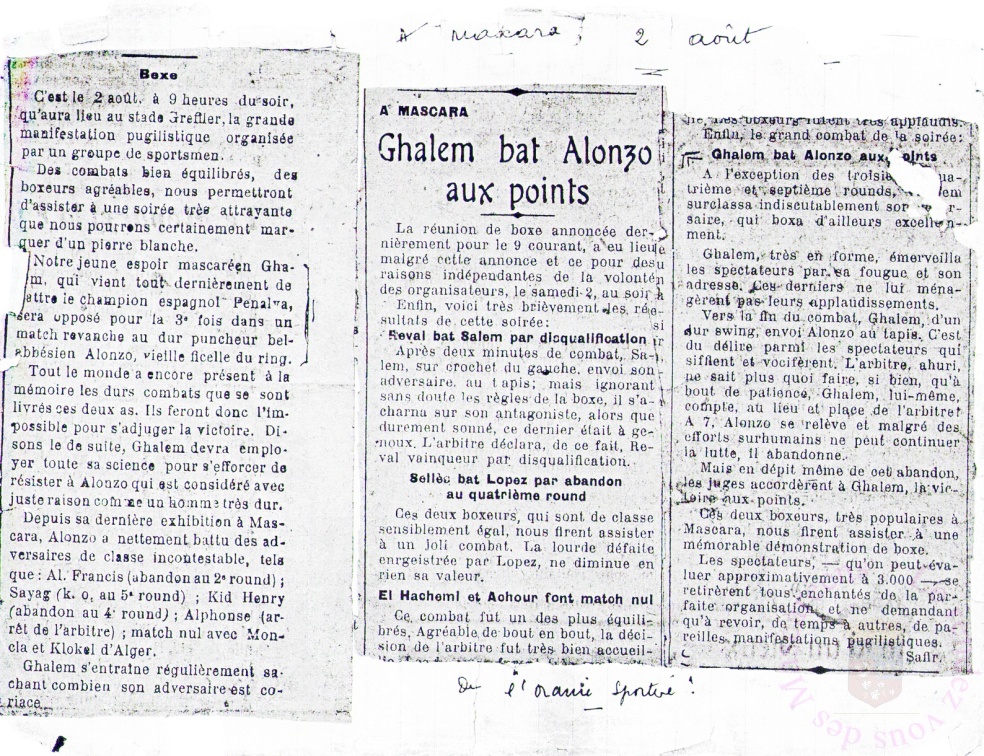 A maxara, 2 août
Boxe
C'est le 2 août, à 9 heures du soir,
qu'aura lieu au stade Greffier, la grande
manifestation pugilistique organisée
par un groupe de sportsmen.
Des combats bien équilibrés, des
boxeurs agréables, nous permettront
d'assister à une soirée très attrayante
que nous pourrons certainement mar-
quer d'un pierre blanche.
Notre jeune espoir mascaréen Gha-
m, qui vient tout dernièrement de
ettre le champion espagnol Penalva,
sera opposé pour la 3e fois dans un
match revanche au dur puncheur bel-
abbésien Alonzo, vieille ficelle du ring.
Tout le monde a encore présent à la
mémoire les durs combats que se sont
livrés ces deux as. Ils feront donc l'im-
possible pour s'adjuger la victoire. Di-
sons le de suite, Ghalem devra emplo-
yer toute sa science pour s'efforcer de
résister à Alonzo qui est considéré avec
juste raison comme un homme très dur.
Depuis sa dernière exhibition à Mas-
cara, Alonzo a nettement battu des ad-
versaires de classe incontestable, tels
que : Al. Francis (abandon au 2e round) ;
Sayag (k. o. au 5e round) ; Kid Henry
(abandon au 4e round) ; Alphonse (ar-
rêt de l'arbitre) ; match nul avec Mon-
cla et Klokel d'Alger.
Ghalem s'entraîne régulièrement sa-
chant combien son adversaire est co-
riace.
A MASCARA
Ghalem bat Alonzo
aux points
La réunion de boxe annoncée der-
nièrement pour le 9 courant, a eu lieu
malgré cette annonce et ce pour des
raisons indépendantes de la volonté
des organisateurs, le samedi 2, au soir
Enfin, voici très brièvement les ré-
sultats de cette soirée:
Reval bat Salem par disqualification
Après deux minutes de combat, Sa-
lem, sur crochet du gauche, envoi son
adversaire au tapis; mais ignorant
sans doute les règles de la boxe, il s'a-
charna sur son antagoniste, alors que
durement sonné, ce dernier était à ge-
noux. L'arbitre déclara, de ce fait, Re-
val vainqueur par disqualification.
Sellès bat Lopez par abandon
au quatrième round
Ces deux boxeurs, qui sont de classe
sensiblement égal, nous firent assister
à un joli combat. La lourde défaite
enrgeistrée par Lopez, ne diminue en
rien sa valeur.
El Hachemi et Achour font match nul
Ce combat fut un des plus équili-
brés. Agréable de bout en bout, la déci-
sion de l'arbitre fut très bien accueil-
lie. Les boxeurs furent très applaudis.
Enfin, le grand combat de la soirée:
Ghalem bat Alonzo aux oints
A l'exception des troisiè ua-
trième et septième rounds, lem
surclassa indiscutablement son r-
saire, qui boxa d'ailleurs excellen-
ment.
Ghalem, très en forme, émerveilla
les spectateurs par sa fougue et son
adresse. Ces derniers ne lui ména-
gèrent pas leurs applaudissements.
Vers la fin du combat, Ghalem, d'un
dur swing, envoi Alonzo au tapis. C'est
du délire parmi les spectateurs qui
sifflent et vocifèrent. L'arbitre, ahuri,
ne sait plus quoi faire, si bien, qu'à
bout de patience, Ghalem, lui-même,
compte, au lieu et place de l'arbitre!
A 7, Alonzo se relève et malgré des
efforts surhumains ne peut continuer
la lutte, il abandonne.
Mais en dépit même de cet abandon,
les juges accordèrent à Ghalem, la vic-
toire aux points.
Ces deux boxeurs, très populaires à
Mascara, nous firent assister à une
mémorable démonstration de boxe.
Les spectateurs, — qu'on peut éva-
luer approximativement à 3.000 — se
retirèrent tous enchantés de la par-
faite organisation et ne demandant
qu'à revoir, de temps à autres, de pa-
reilles manifestations pugilistiques.
Safir.
De l'oranie Sportive
ez vous des M